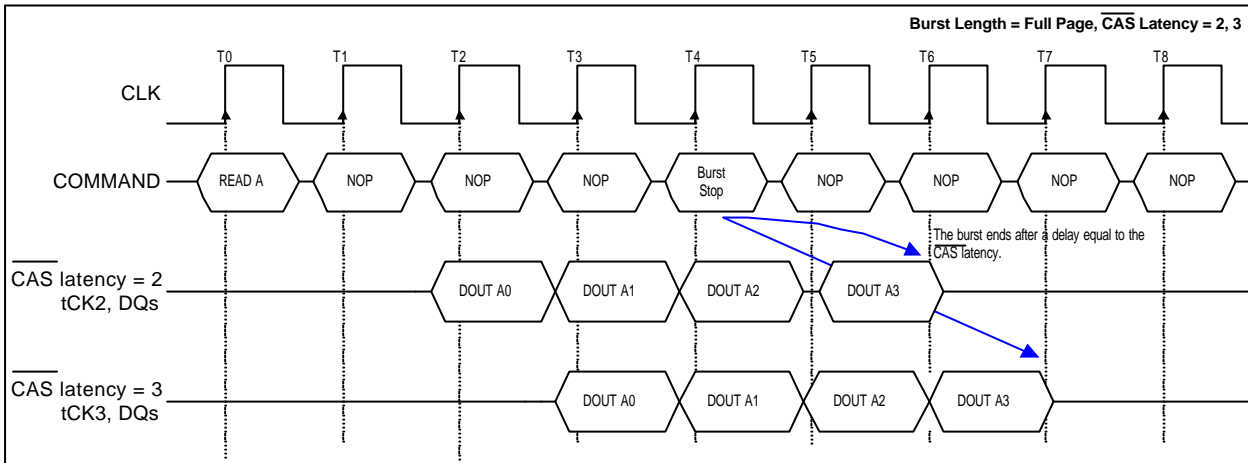 Burst Length = Full Page, CAS Latency = 2, 3
T0 T1 T2 T3 T4 T5 T6 T7 T8
CLK
COMMAND
READ A NOP NOP NOP Burst Stop NOP NOP NOP NOP
The burst ends after a delay equal to the
CAS latency.
CAS latency = 2
tCK2, DQs
DOUT A0 DOUT A1 DOUT A2 DOUT A3
CAS latency = 3
tCK3, DQs
DOUT A0 DOUT A1 DOUT A2 DOUT A3